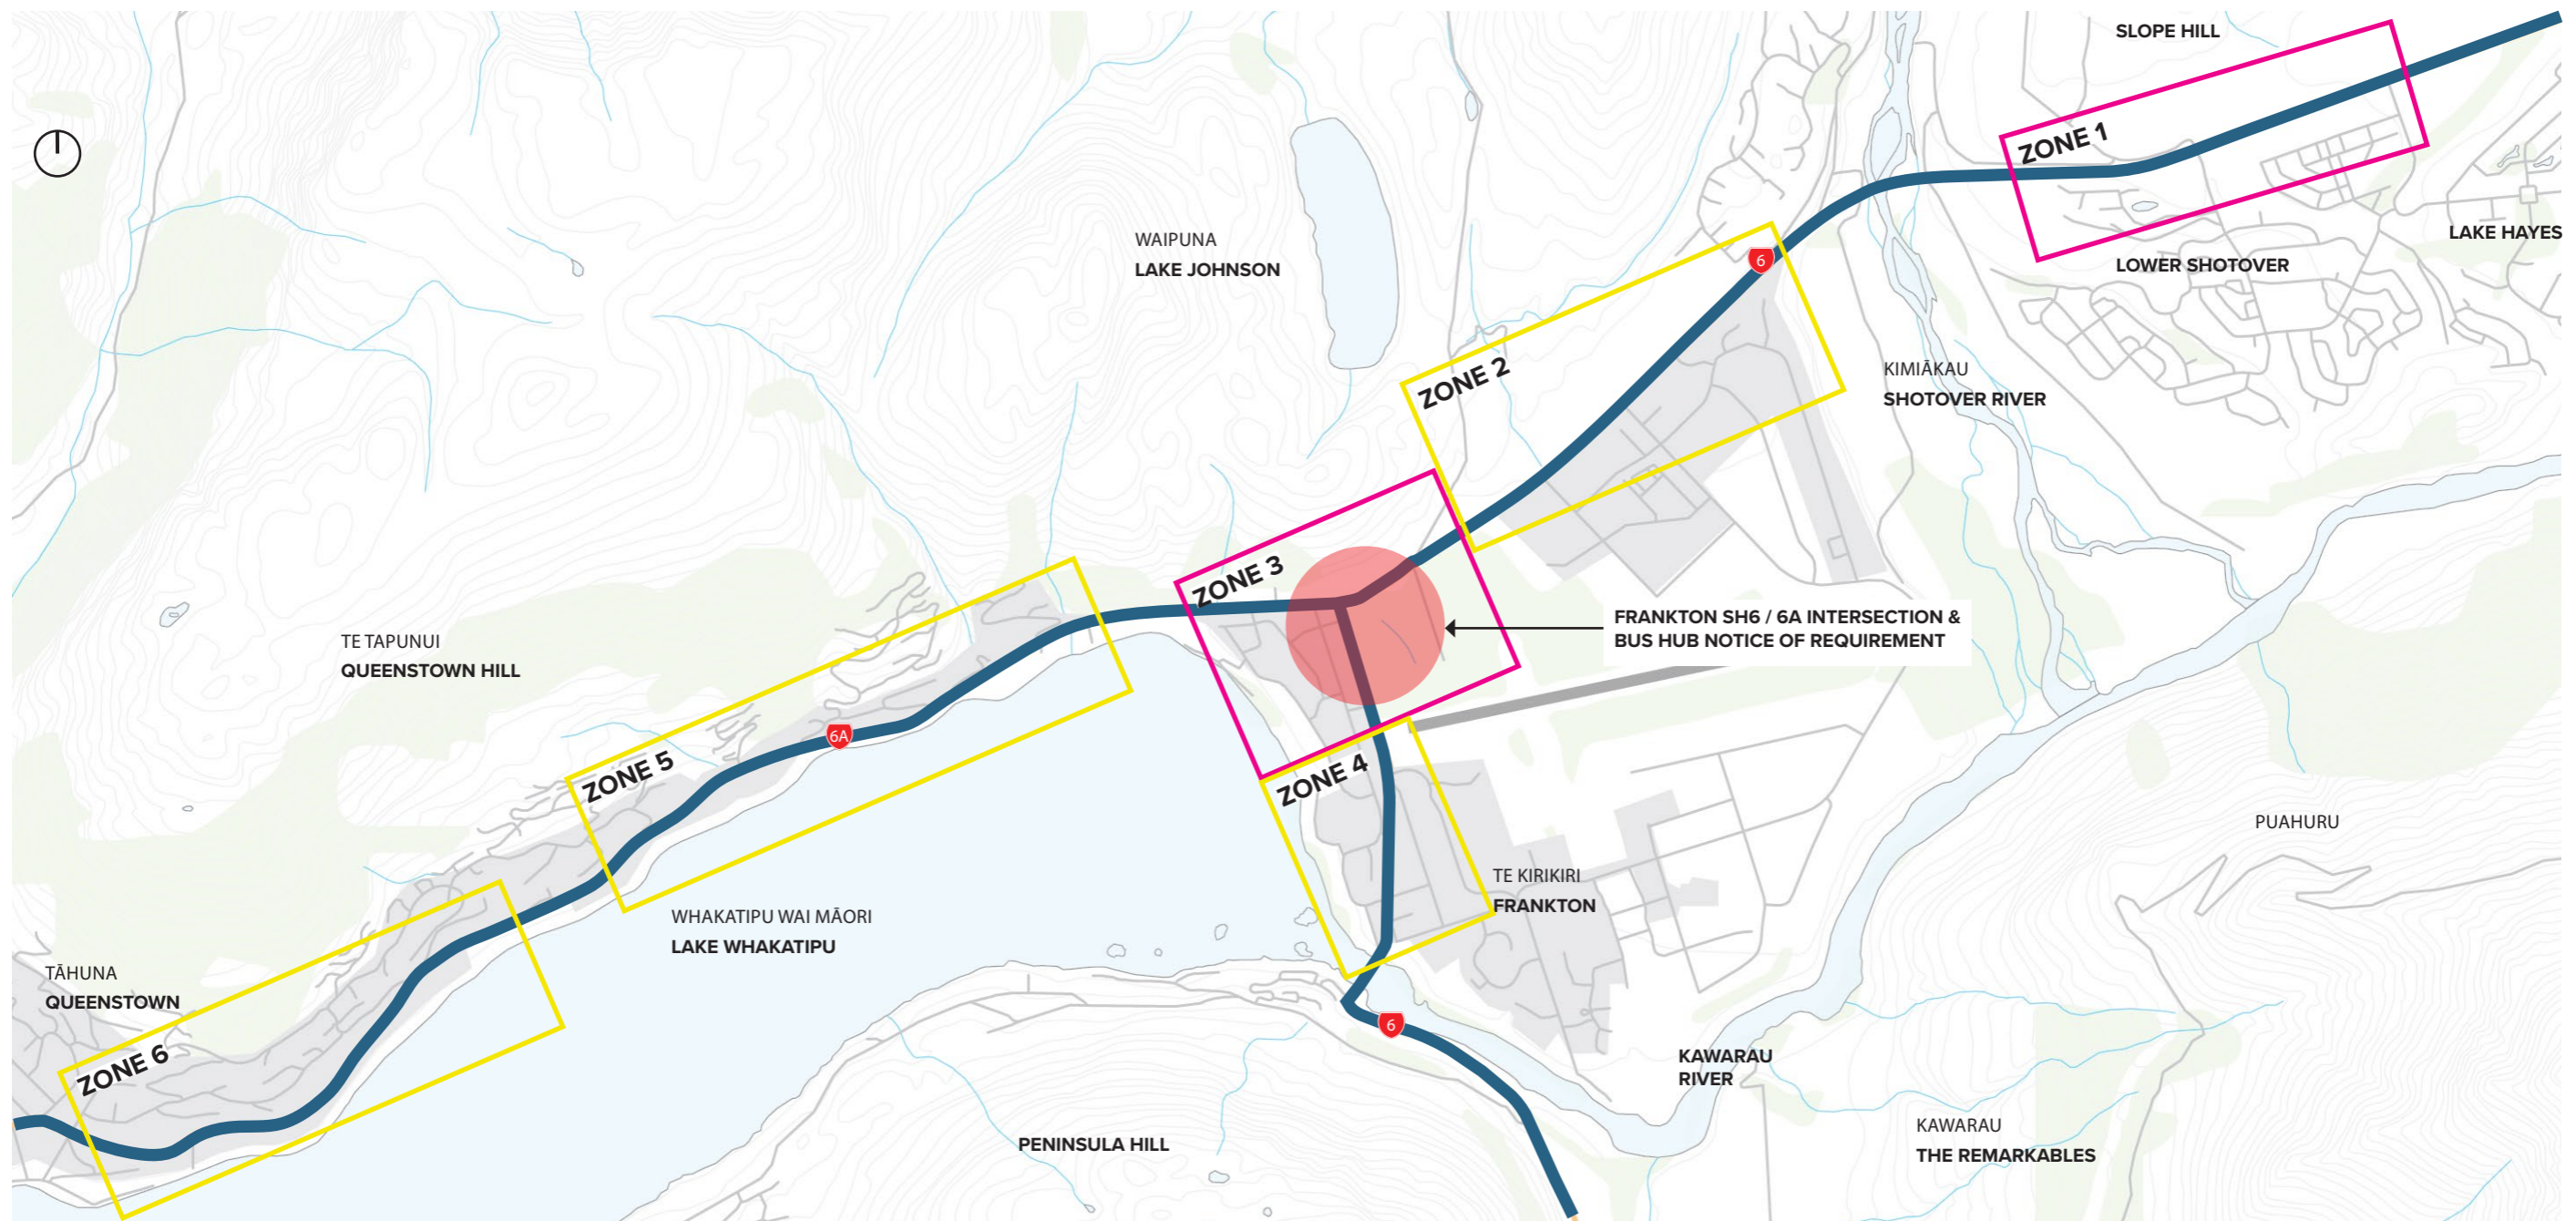 SLOPE HILL
ZONE 1
WAIPUNA
LAKE JOHNSON
LAKE HAYES
6
LOWER SHOTOVER
ZONE 2
KIMIĀKAU
SHOTOVER RIVER
ZONE 3
FRANKTON SH6 / 6A INTERSECTION &
BUS HUB NOTICE OF REQUIREMENT
TE TAPUNUI
QUEENSTOWN HILL
6A
ZONE 5
ZONE 4
PUAHURU
TE KIRIKIRI
FRANKTON
WHAKATIPU WAI MĀORI
LAKE WHAKATIPU
TĀHUNA
QUEENSTOWN
6
ZONE 6
KAWARAU
RIVER
PENINSULA HILL
KAWARAU
THE REMARKABLES